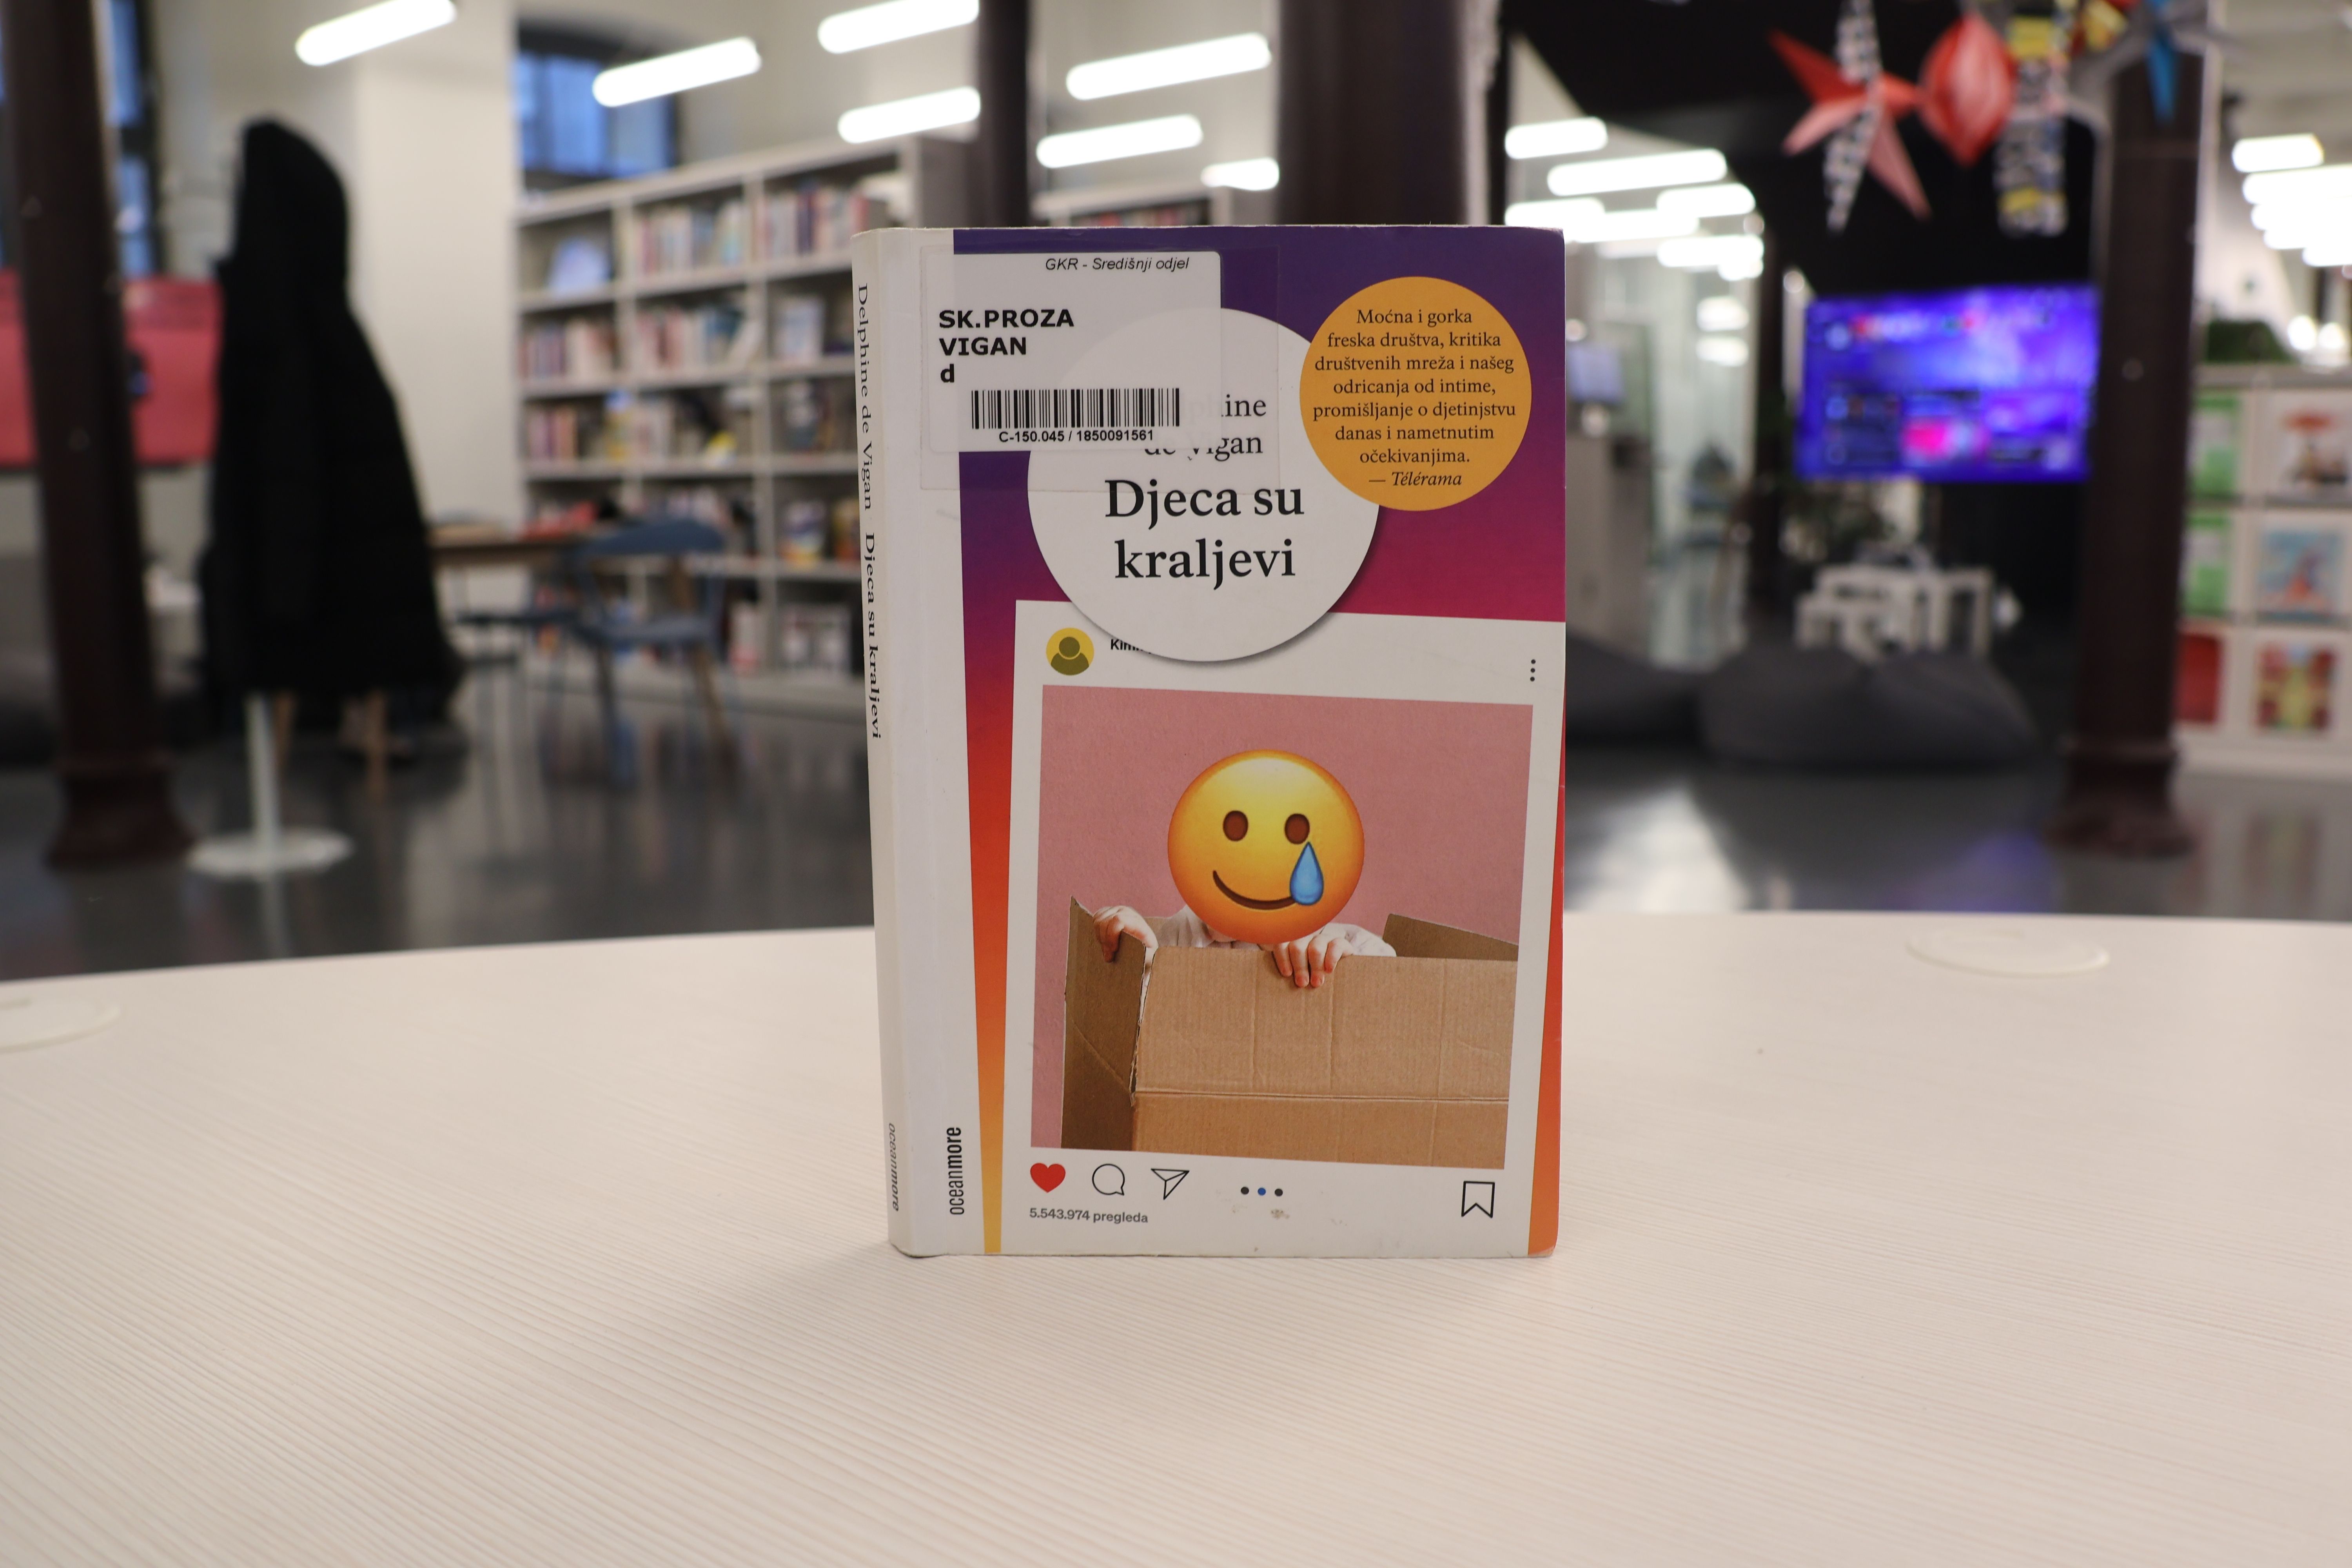 GKR - Središnji odjel
SK.PROZA
VIGAN
d
C-150.045 / 1850091561
de Vigan
Djeca su
kraljevi
Moćna i gorka
freska društva, kritika
društvenih mreža i našeg
odricanja od intime,
promišljanje o djetinjstvu
danas i nametnutim
očekivanjima.
— Télérama
5.543.974 pregleda
oceanmore
Delphine de Vigan Djeca su kraljevi
oceanmore